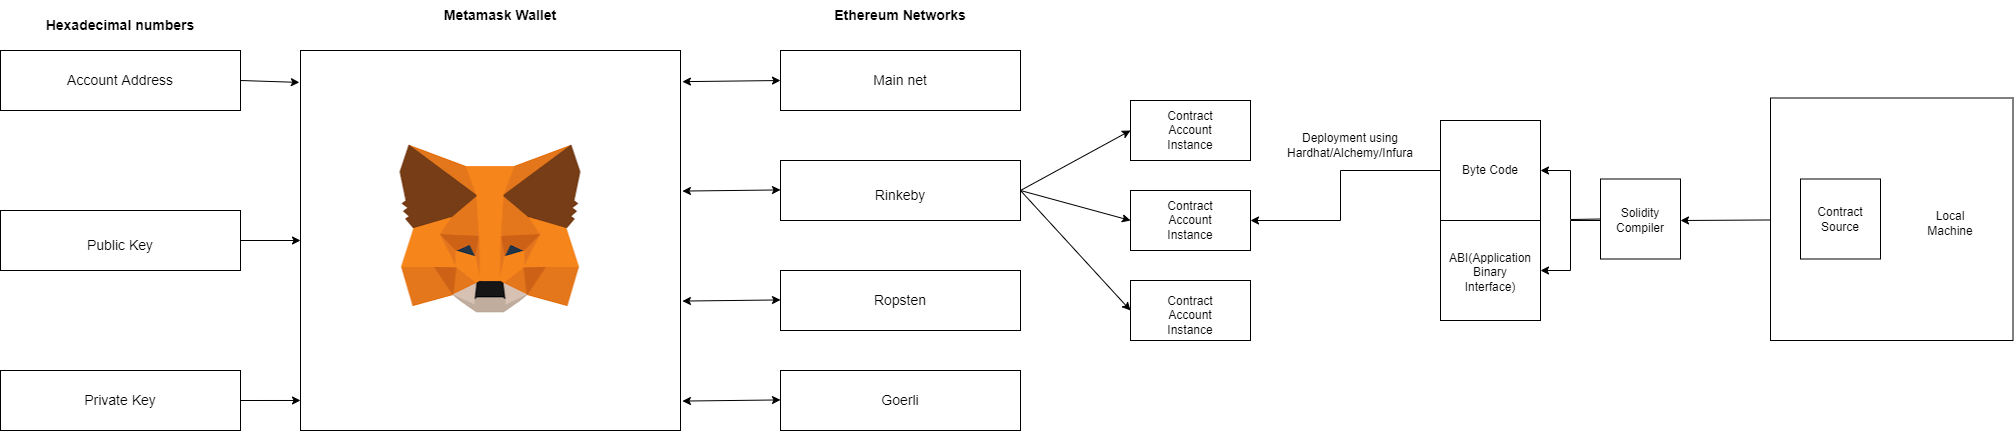 Hexadecimal numbers
Metamask Wallet
Ethereum Networks
Account Address
Public Key
Private Key
Main net
Rinkeby
Ropsten
Goerli
Contract
Account
Instance
Contract
Account
Instance
Contract
Account
Instance
Deployment using
Hardhat/Alchemy/Infura
Byte Code
ABI(Application
Binary
Interface)
Solidity
Compiler
Contract
Source
Local
Machine